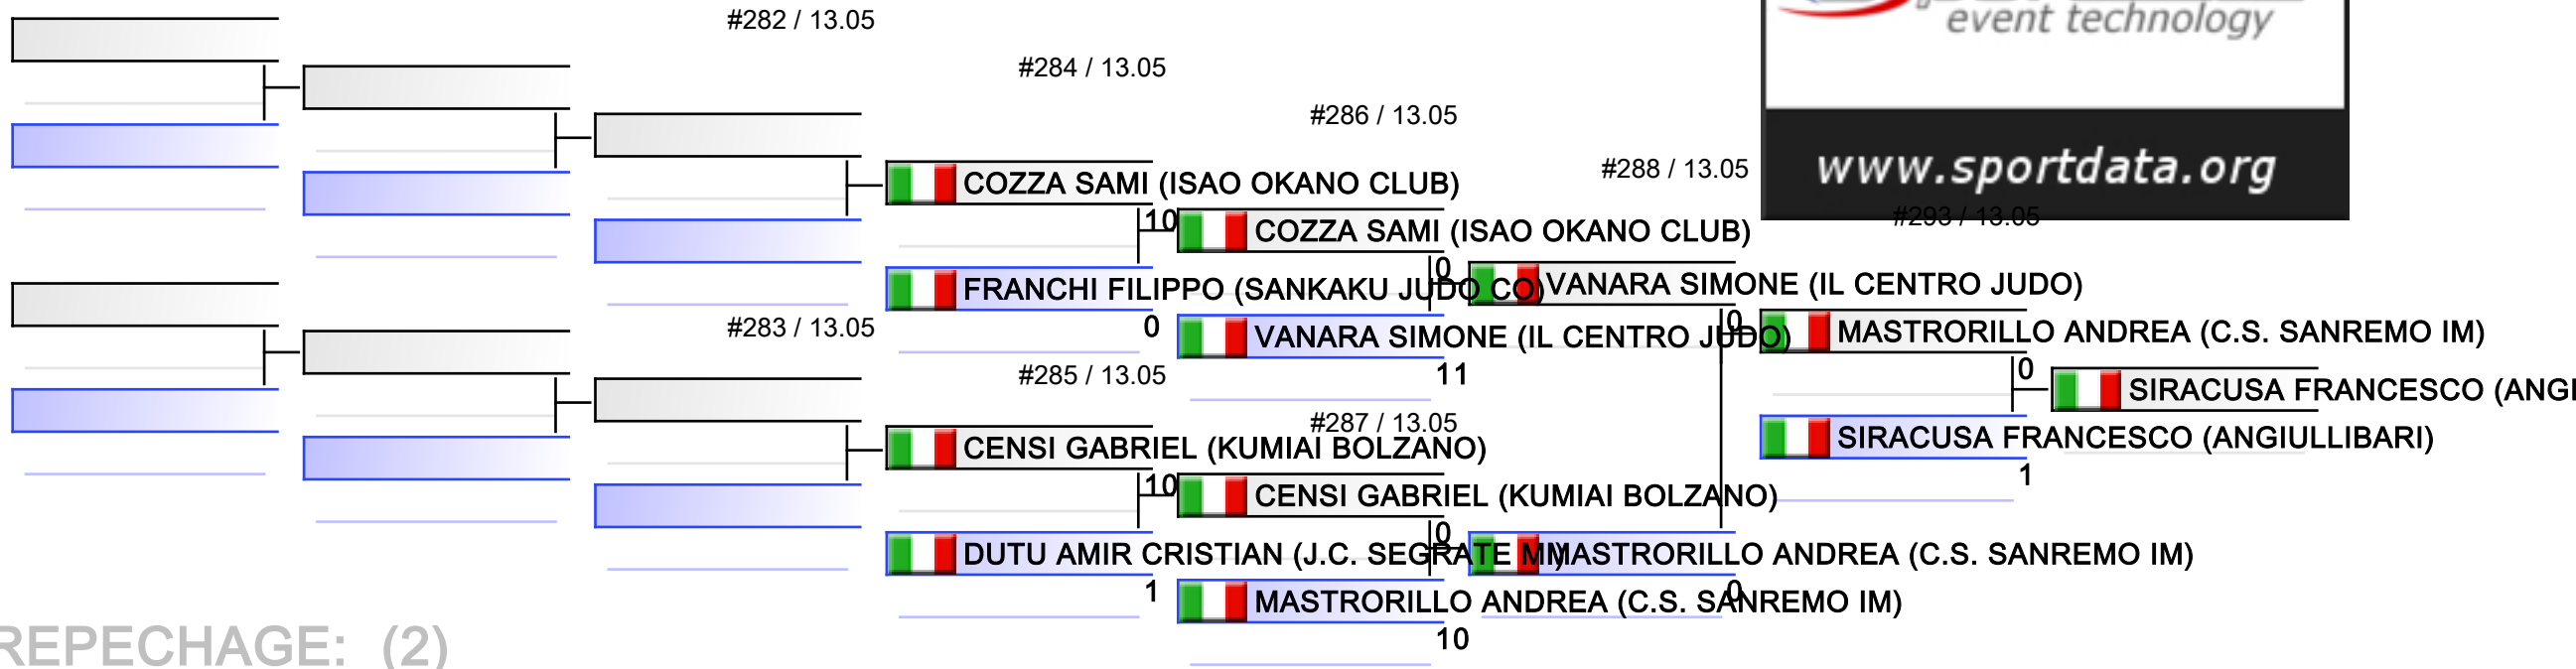 #282 / 13.05
event technology
#284 / 13.05
#286 / 13.05
#288 / 13.05
www.sportdata.org
COZZA SAMI (ISAO OKANO CLUB)
#293 / 13.05
10
COZZA SAMI (ISAO OKANO CLUB)
0
FRANCHI FILIPPO (SANKAKU JUDO CO)
VANARA SIMONE (IL CENTRO JUDO)
0
#283 / 13.05
0
VANARA SIMONE (IL CENTRO JUDO)
MASTRORILLO ANDREA (C.S. SANREMO IM)
#285 / 13.05
11
0
SIRACUSA FRANCESCO (ANGI
#287 / 13.05
CENSI GABRIEL (KUMIAI BOLZANO)
SIRACUSA FRANCESCO (ANGIULLIBARI)
1
10
CENSI GABRIEL (KUMIAI BOLZANO)
0
DUTU AMIR CRISTIAN (J.C. SEGRATE MI)
MASTRORILLO ANDREA (C.S. SANREMO IM)
1
0
MASTRORILLO ANDREA (C.S. SANREMO IM)
10
REPECHAGE: (2)